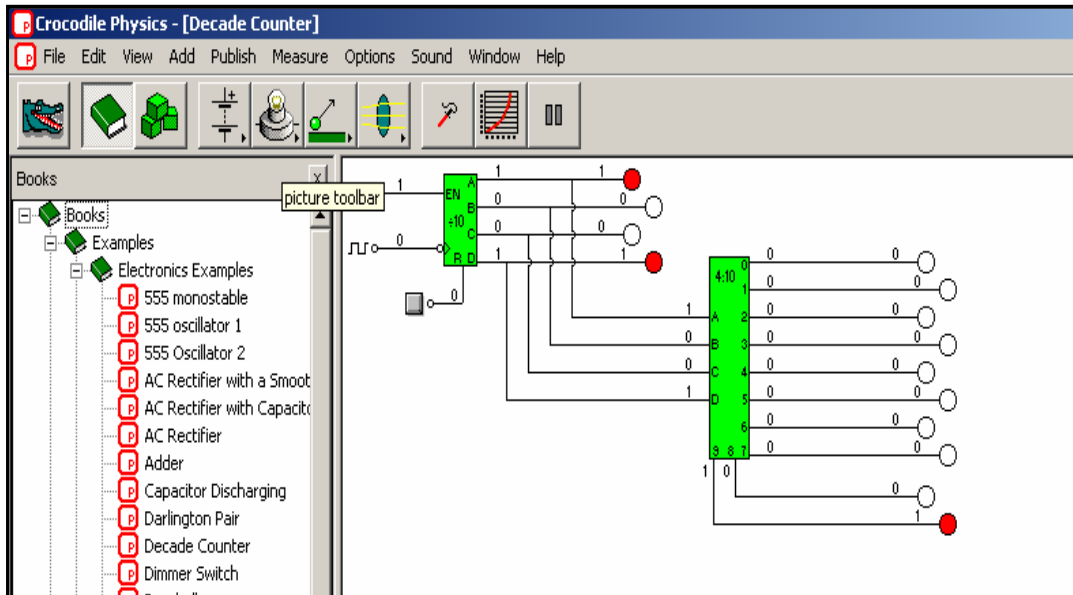 Crocodile Physics - [Decade Counter]
File Edit View Add Publish Measure Options Sound Window Help
Books x
picture toolbar
Books
Examples
Electronics Examples
555 monostable
555 oscillator 1
555 Oscillator 2
AC Rectifier with a Smoot
AC Rectifier with Capacito
AC Rectifier
Adder
Capacitor Discharging
Darlington Pair
Decade Counter
Dimmer Switch
1 EN A 1 1
B 0 0
÷10
0 C 0 0
R D 1 1
0
4:10 0 0 0
1 0 0
1 A 2 0 0
0 B 3 0 0
0 C 4 0 0
1 D 5 0 0
6 0 0
9 8 7 0 0
1 0
0
1